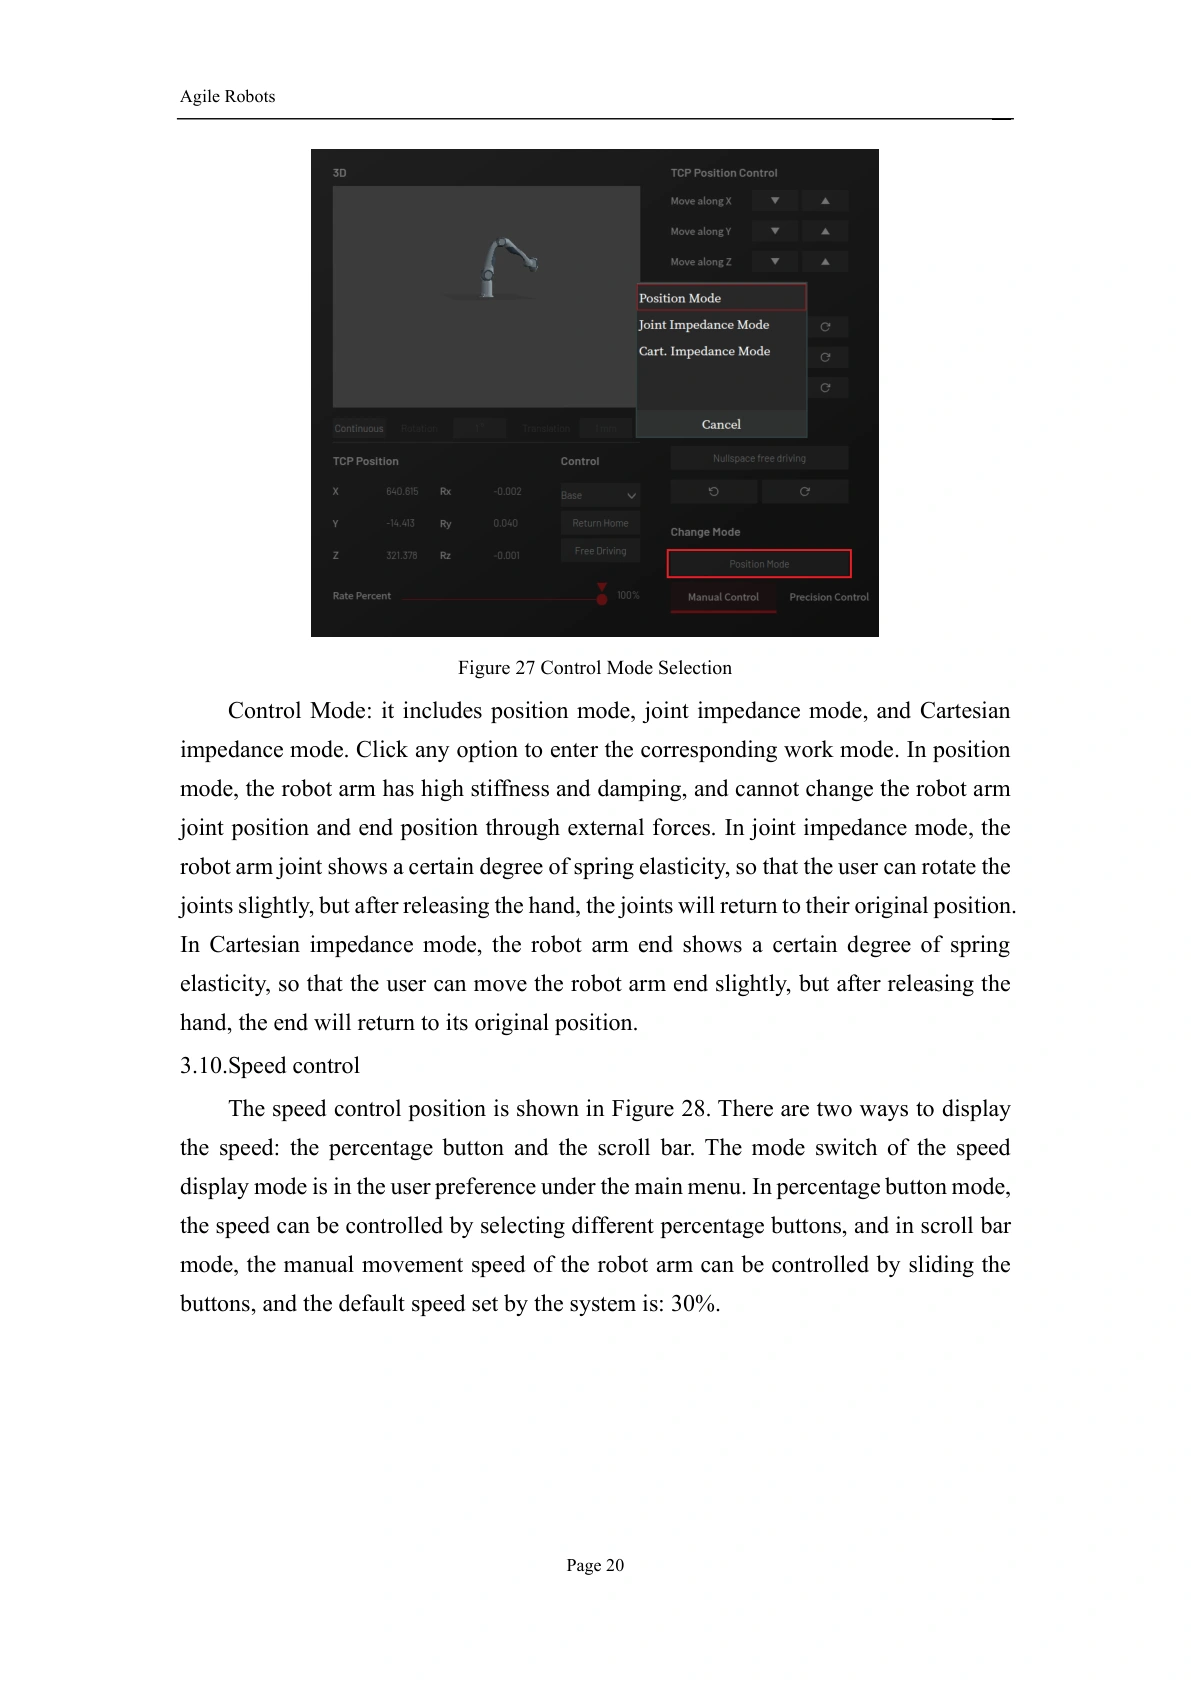 Agile Robots
3D
TCP Position Control
Move along X
Move along Y
Move along Z
Position Mode
Joint Impedance Mode
Cart. Impedance Mode
Cancel
Continuous Rotation 1° Translation 1 mm
TCP Position Control
Nullspace free driving
X 640.615 Rx -0.002
Base
Y -14.413 Ry 0.040
Return Home
Change Mode
Z 321.378 Rz -0.001
Free Driving
Position Mode
Rate Percent 100%
Manual Control Precision Control
Figure 27 Control Mode Selection
Control Mode: it includes position mode, joint impedance mode, and Cartesian
impedance mode. Click any option to enter the corresponding work mode. In position
mode, the robot arm has high stiffness and damping, and cannot change the robot arm
joint position and end position through external forces. In joint impedance mode, the
robot arm joint shows a certain degree of spring elasticity, so that the user can rotate the
joints slightly, but after releasing the hand, the joints will return to their original position.
In Cartesian impedance mode, the robot arm end shows a certain degree of spring
elasticity, so that the user can move the robot arm end slightly, but after releasing the
hand, the end will return to its original position.
3.10.Speed control
The speed control position is shown in Figure 28. There are two ways to display
the speed: the percentage button and the scroll bar. The mode switch of the speed
display mode is in the user preference under the main menu. In percentage button mode,
the speed can be controlled by selecting different percentage buttons, and in scroll bar
mode, the manual movement speed of the robot arm can be controlled by sliding the
buttons, and the default speed set by the system is: 30%.
Page 20